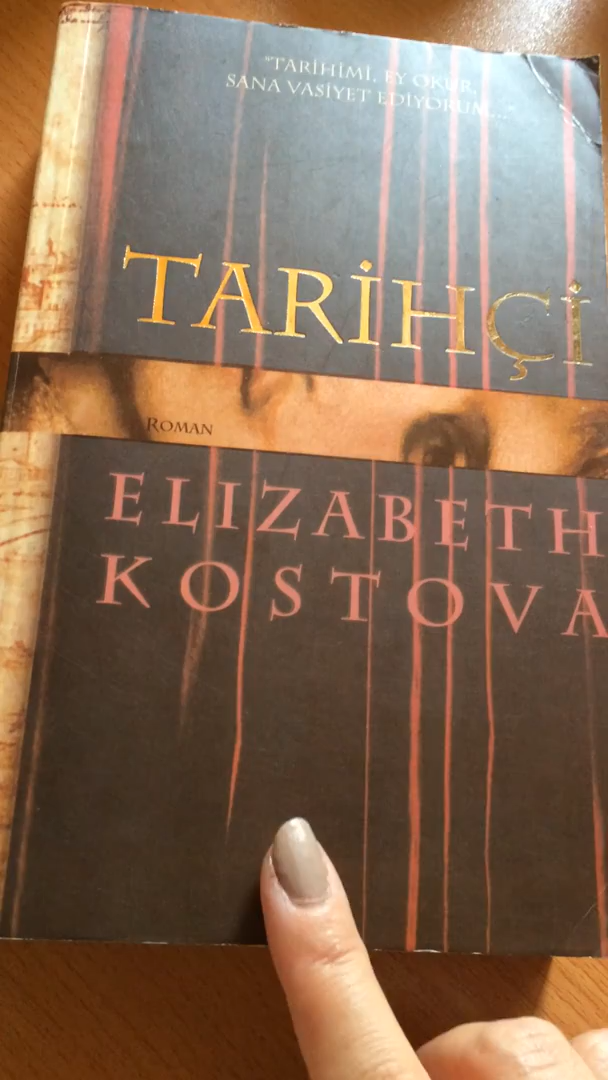 "TARİHİMİ, EY OKUR,
SANA VASİYET EDİYORUM..."
TARİHÇİ
ROMAN
ELIZABETH
KOSTOVA